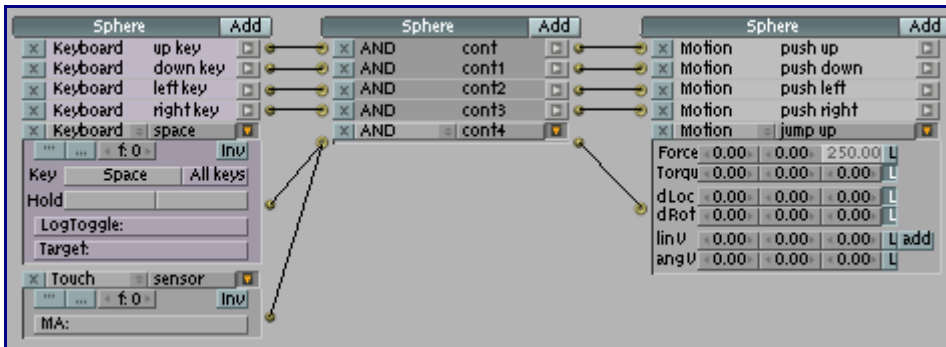 Sphere Add Sphere Add Sphere Add
x Keyboard up key x AND cont x Motion push up
x Keyboard down key x AND cont1 x Motion push down
x Keyboard left key x AND cont2 x Motion push left
x Keyboard right key x AND cont3 x Motion push right
x Keyboard space x AND cont4 x Motion jump up
''' ... f: 0 Inv Force 0.00 0.00 250.00 L
Key Space All keys Torqu 0.00 0.00 0.00 L
Hold dLoc 0.00 0.00 0.00 L
LogToggle: dRot 0.00 0.00 0.00 L
Target: linV 0.00 0.00 0.00 L add
angV 0.00 0.00 0.00 L
x Touch sensor
''' ... f: 0 Inv
MA: